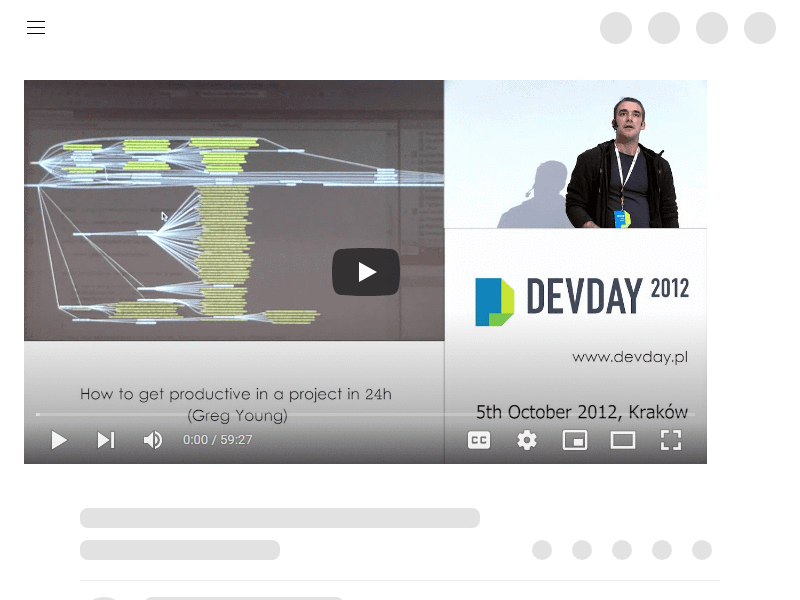 DEVDAY 2012
www.devday.pl
How to get productive in a project in 24h
(Greg Young)
5th October 2012, Kraków
0:00 / 59:27
CC